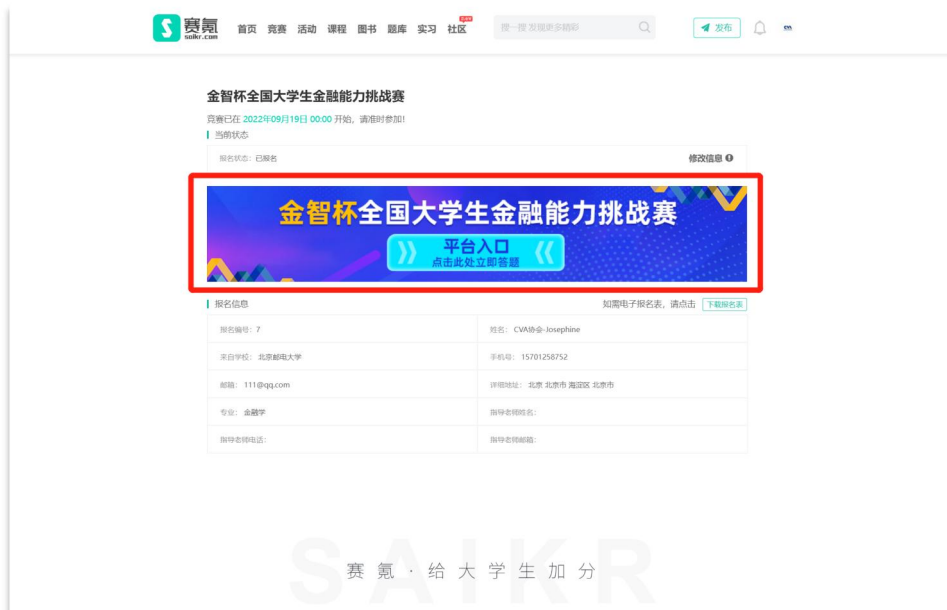 赛氪
saikr.com
首页 竞赛 活动 课程 图书 题库 实习 社区
搜一搜 发现更多精彩
发布
金智杯全国大学生金融能力挑战赛
竞赛已在 2022年09月19日 00:00 开始, 请准时参加!
当前状态
报名状态: 已报名
修改信息
金智杯全国大学生金融能力挑战赛
平台入口
点击此处立即答题
报名信息
如需电子报名表, 请点击 下载报名表
报名编号: 7
姓名: CVA协会-Josephine
来自学校: 北京邮电大学
手机号: 15701258752
邮箱: 111@qq.com
详细地址: 北京 北京市 海淀区 北京市
专业: 金融学
指导老师姓名:
指导老师电话:
指导老师邮箱:
SAIKR
赛氪·给大学生加分